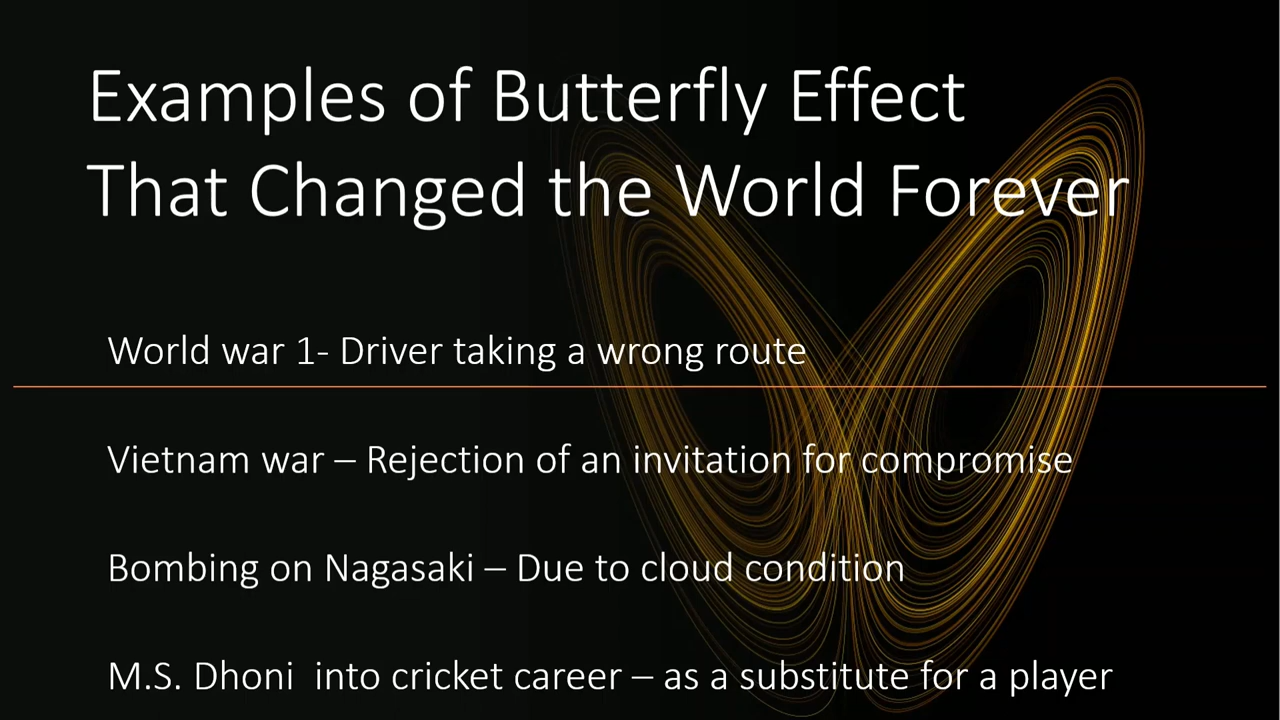 Examples of Butterfly Effect
That Changed the World Forever
World war 1- Driver taking a wrong route
Vietnam war – Rejection of an invitation for compromise
Bombing on Nagasaki – Due to cloud condition
M.S. Dhoni  into cricket career – as a substitute for a player